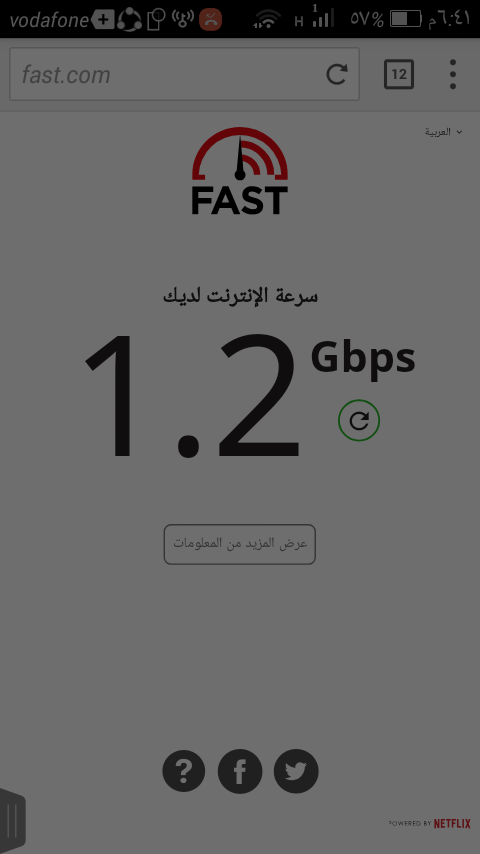 vodafone H 1 ٥٧% ٦:٤١م
fast.com 12
العربية
FAST
سرعة الإنترنت لديك
1.2 Gbps
عرض المزيد من المعلومات
POWERED BY NETFLIX